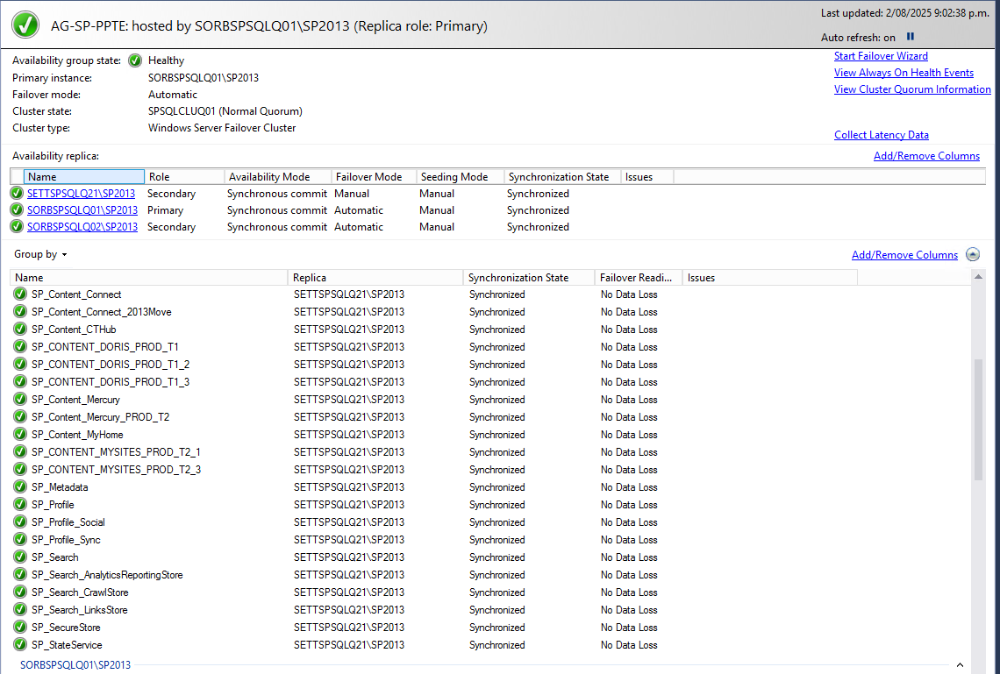 AG-SP-PPTE: hosted by SORBSPSQLQ01\SP2013 (Replica role: Primary)
Last updated: 2/08/2025 9:02:38 p.m.
Auto refresh: on
Availability group state: Healthy
Primary instance: SORBSPSQLQ01\SP2013
Failover mode: Automatic
Cluster state: SPSQLCLUQ01 (Normal Quorum)
Cluster type: Windows Server Failover Cluster
Start Failover Wizard
View Always On Health Events
View Cluster Quorum Information
Collect Latency Data
Availability replica: Add/Remove Columns
Name Role Availability Mode Failover Mode Seeding Mode Synchronization State Issues
SETTSPSQLQ21\SP2013 Secondary Synchronous commit Manual Manual Synchronized
SORBSPSQLQ01\SP2013 Primary Synchronous commit Automatic Manual Synchronized
SORBSPSQLQ02\SP2013 Secondary Synchronous commit Automatic Manual Synchronized
Group by Add/Remove Columns
Name Replica Synchronization State Failover Readi... Issues
SP_Content_Connect SETTSPSQLQ21\SP2013 Synchronized No Data Loss
SP_Content_Connect_2013Move SETTSPSQLQ21\SP2013 Synchronized No Data Loss
SP_Content_CTHub SETTSPSQLQ21\SP2013 Synchronized No Data Loss
SP_CONTENT_DORIS_PROD_T1 SETTSPSQLQ21\SP2013 Synchronized No Data Loss
SP_CONTENT_DORIS_PROD_T1_2 SETTSPSQLQ21\SP2013 Synchronized No Data Loss
SP_CONTENT_DORIS_PROD_T1_3 SETTSPSQLQ21\SP2013 Synchronized No Data Loss
SP_Content_Mercury SETTSPSQLQ21\SP2013 Synchronized No Data Loss
SP_Content_Mercury_PROD_T2 SETTSPSQLQ21\SP2013 Synchronized No Data Loss
SP_Content_MyHome SETTSPSQLQ21\SP2013 Synchronized No Data Loss
SP_CONTENT_MYSITES_PROD_T2_1 SETTSPSQLQ21\SP2013 Synchronized No Data Loss
SP_CONTENT_MYSITES_PROD_T2_3 SETTSPSQLQ21\SP2013 Synchronized No Data Loss
SP_Metadata SETTSPSQLQ21\SP2013 Synchronized No Data Loss
SP_Profile SETTSPSQLQ21\SP2013 Synchronized No Data Loss
SP_Profile_Social SETTSPSQLQ21\SP2013 Synchronized No Data Loss
SP_Profile_Sync SETTSPSQLQ21\SP2013 Synchronized No Data Loss
SP_Search SETTSPSQLQ21\SP2013 Synchronized No Data Loss
SP_Search_AnalyticsReportingStore SETTSPSQLQ21\SP2013 Synchronized No Data Loss
SP_Search_CrawlStore SETTSPSQLQ21\SP2013 Synchronized No Data Loss
SP_Search_LinksStore SETTSPSQLQ21\SP2013 Synchronized No Data Loss
SP_SecureStore SETTSPSQLQ21\SP2013 Synchronized No Data Loss
SP_StateService SETTSPSQLQ21\SP2013 Synchronized No Data Loss
SORBSPSQLQ01\SP2013